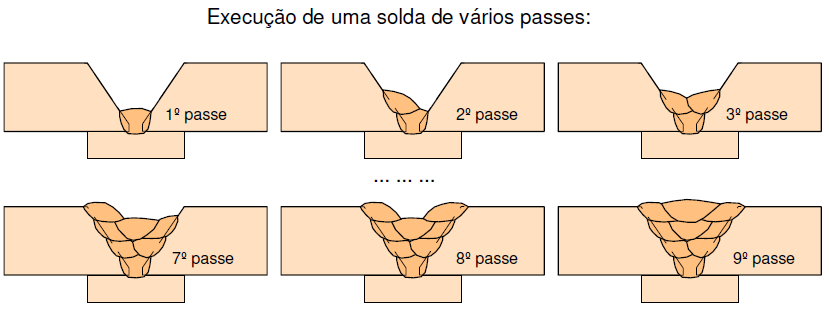 Execução de uma solda de vários passes:
1º passe
2º passe
3º passe
... ... ...
7º passe
8º passe
9º passe